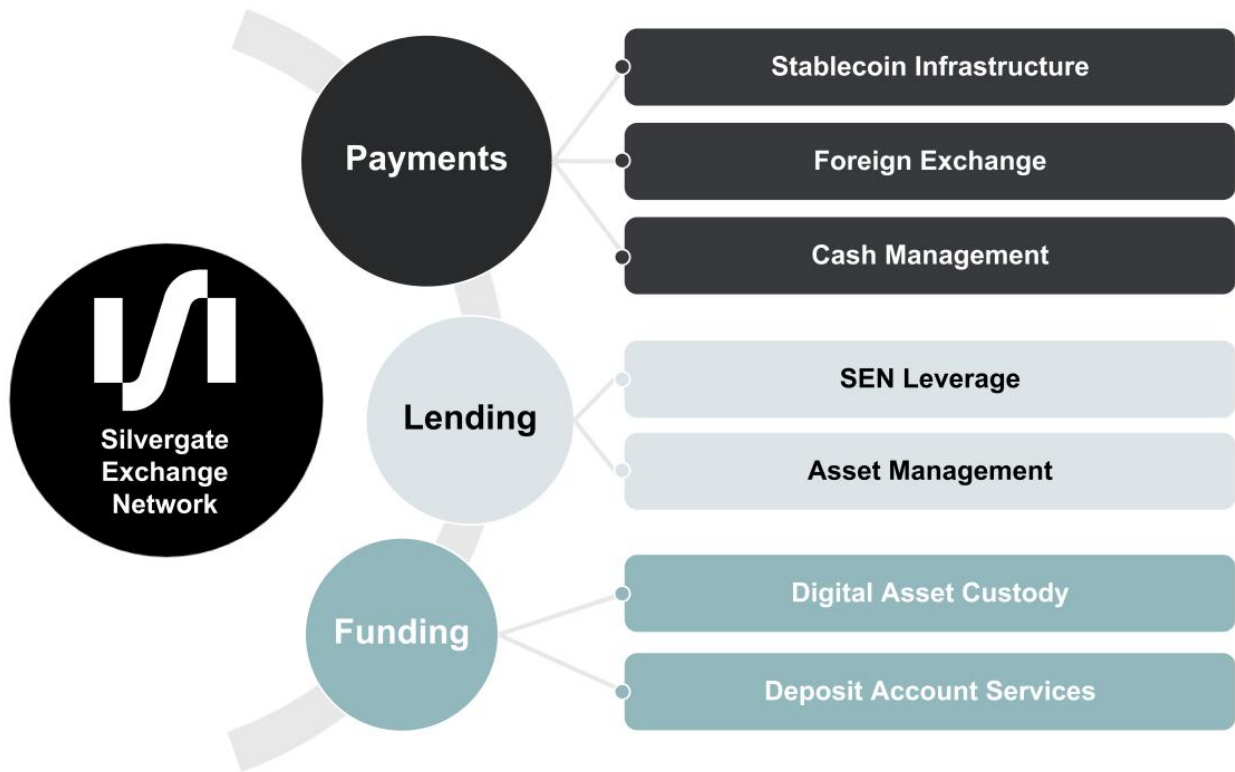 Payments
Stablecoin Infrastructure
Foreign Exchange
Cash Management
Silvergate
Exchange
Network
Lending
SEN Leverage
Asset Management
Funding
Digital Asset Custody
Deposit Account Services